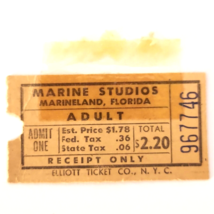 MARINE STUDIOS
MARINELAND, FLORIDA
ADULT
ADMIT ONE
Est. Price $1.78
Fed. Tax .36
State Tax .06
TOTAL
$2.20
RECEIPT ONLY
ELLIOTT TICKET CO., N.Y.C.
967746